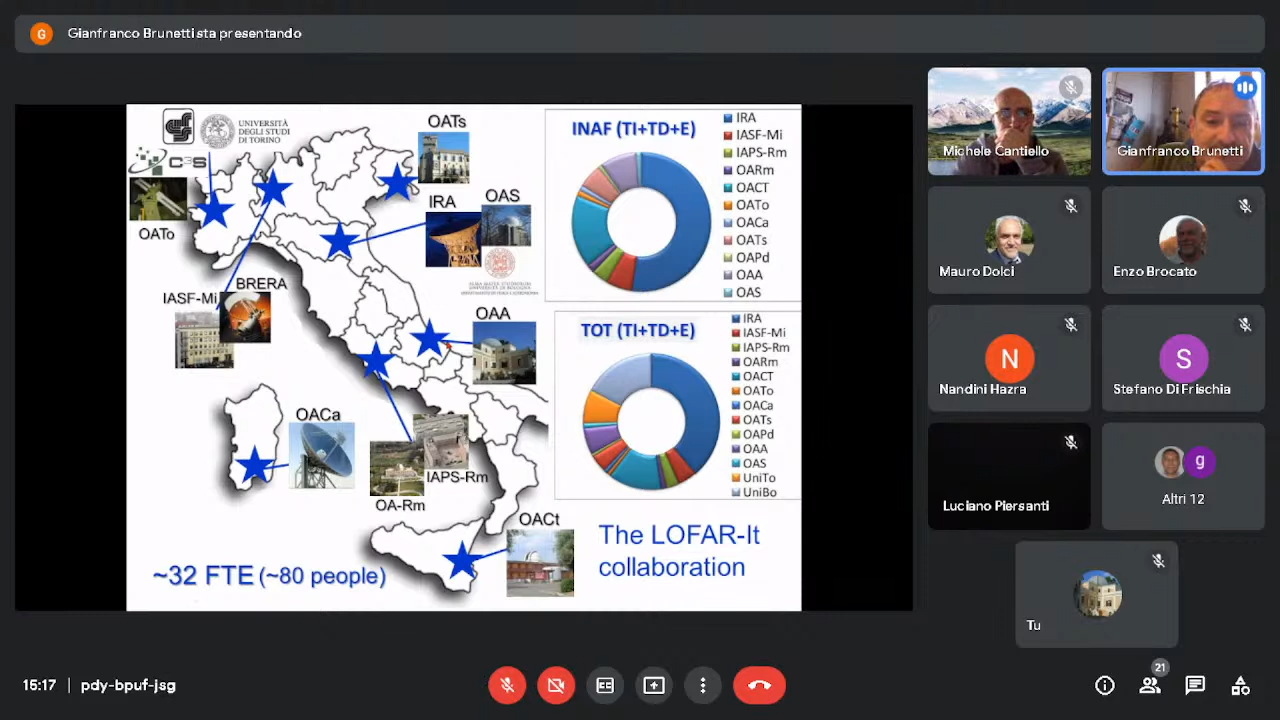 G
Gianfranco Brunetti sta presentando
UNIVERSITÀ
DEGLI STUDI
DI TORINO
C3S
OATo
OATs
IRA
OAS
IASF-Mi
BRERA
OAA
OACa
IAPS-Rm
OA-Rm
OACt
~32 FTE (~80 people)
INAF (TI+TD+E)
IRA
IASF-Mi
IAPS-Rm
OARm
OACT
OATo
OACa
OATs
OAPd
OAA
OAS
TOT (TI+TD+E)
IRA
IASF-Mi
IAPS-Rm
OARm
OACT
OATo
OACa
OATs
OAPd
OAA
OAS
UniTo
UniBo
The LOFAR-It
collaboration
Michele Cantiello
Gianfranco Brunetti
Mauro Dolci
Enzo Brocato
N
Nandini Hazra
S
Stefano Di Frischia
Luciano Piersanti
g
Altri 12
Tu
15:17 | pdy-bpuf-jsg
CC
21